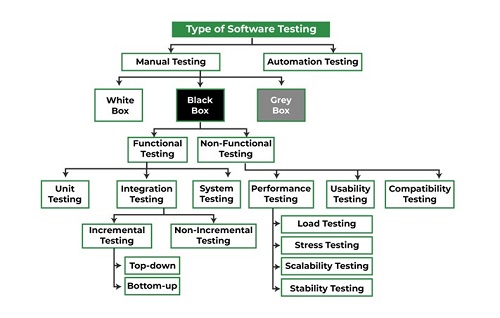 Type of Software Testing
Manual Testing
Automation Testing
White
Box
Black
Box
Grey
Box
Functional
Testing
Non-Functional
Testing
Unit
Testing
Integration
Testing
System
Testing
Performance
Testing
Usability
Testing
Compatibility
Testing
Incremental
Testing
Non-Incremental
Testing
Load Testing
Stress Testing
Scalability Testing
Stability Testing
Top-down
Bottom-up